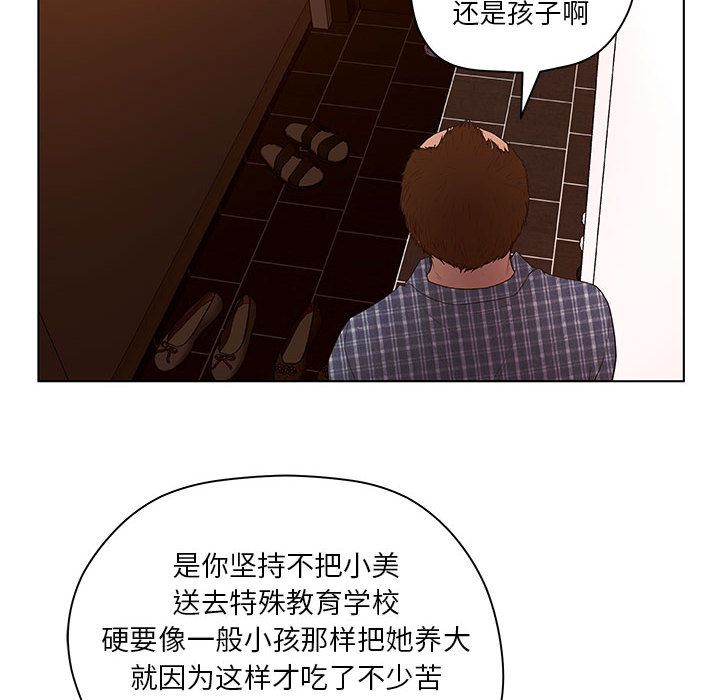 还是孩子啊
是你坚持不把小美
送去特殊教育学校
硬要像一般小孩那样把她养大
就因为这样才吃了不少苦